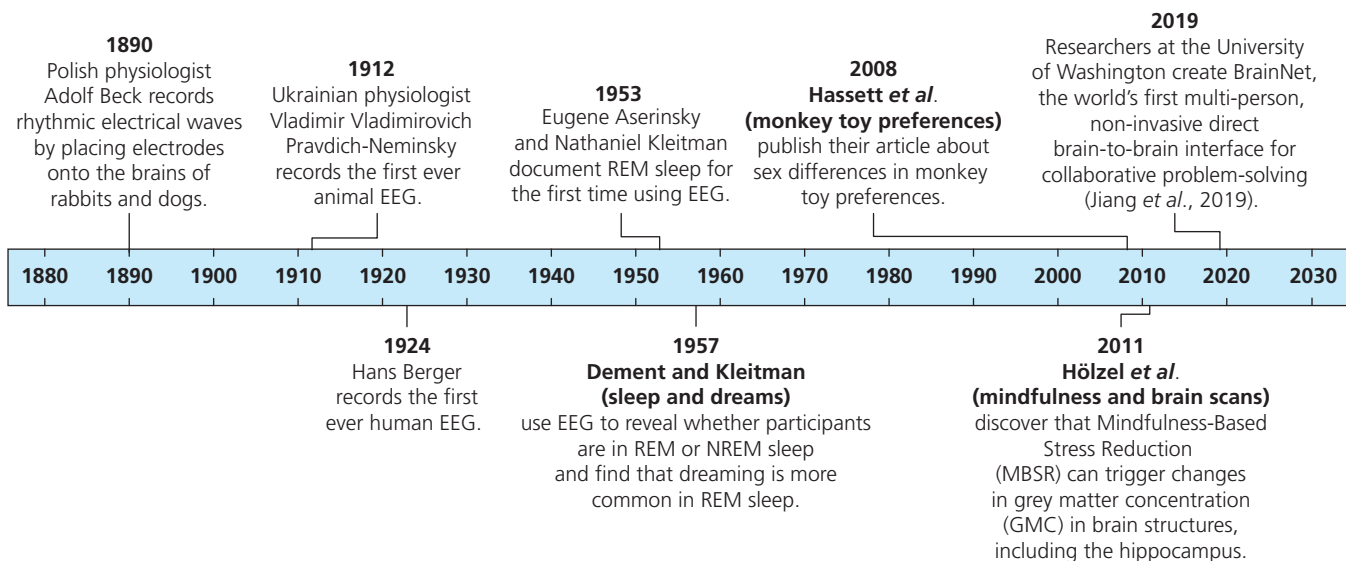 1890
Polish physiologist
Adolf Beck records
rhythmic electrical waves
by placing electrodes
onto the brains of
rabbits and dogs.
1912
Ukrainian physiologist
Vladimir Vladimirovich
Pravdich-Neminsky
records the first ever
animal EEG.
1953
Eugene Aserinsky
and Nathaniel Kleitman
document REM sleep for
the first time using EEG.
2008
Hassett et al.
(monkey toy preferences)
publish their article about
sex differences in monkey
toy preferences.
2019
Researchers at the University
of Washington create BrainNet,
the world’s first multi-person,
non-invasive direct
brain-to-brain interface for
collaborative problem-solving
(Jiang et al., 2019).
1880 1890 1900 1910 1920 1930 1940 1950 1960 1970 1980 1990 2000 2010 2020 2030
1924
Hans Berger
records the first
ever human EEG.
1957
Dement and Kleitman
(sleep and dreams)
use EEG to reveal whether participants
are in REM or NREM sleep
and find that dreaming is more
common in REM sleep.
2011
Hölzel et al.
(mindfulness and brain scans)
discover that Mindfulness-Based
Stress Reduction
(MBSR) can trigger changes
in grey matter concentration
(GMC) in brain structures,
including the hippocampus.